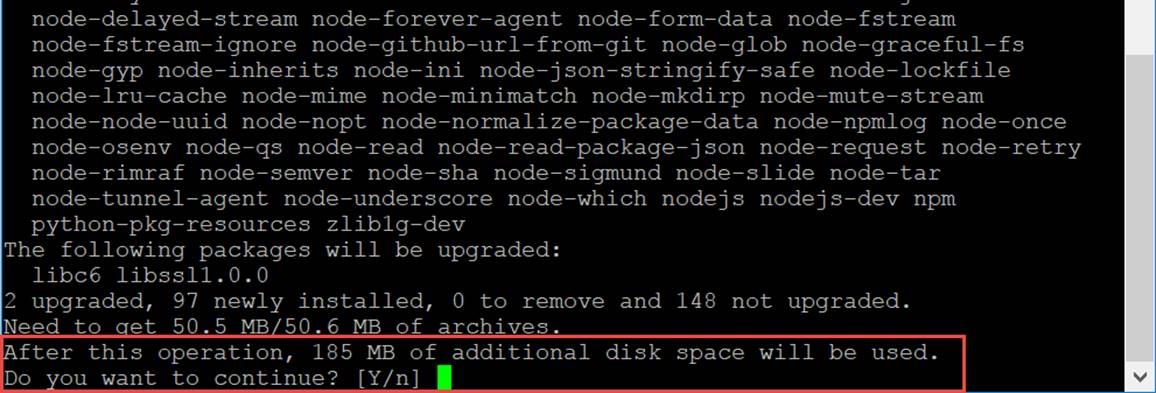 node-delayed-stream node-forever-agent node-form-data node-fstream
node-fstream-ignore node-github-url-from-git node-glob node-graceful-fs
node-gyp node-inherits node-ini node-json-stringify-safe node-lockfile
node-lru-cache node-mime node-minimatch node-mkdirp node-mute-stream
node-node-uuid node-nopt node-normalize-package-data node-npmlog node-once
node-osenv node-qs node-read node-read-package-json node-request node-retry
node-rimraf node-semver node-sha node-sigmund node-slide node-tar
node-tunnel-agent node-underscore node-which nodejs nodejs-dev npm
python-pkg-resources zlib1g-dev
The following packages will be upgraded:
libc6 libssl1.0.0
2 upgraded, 97 newly installed, 0 to remove and 148 not upgraded.
Need to get 50.5 MB/50.6 MB of archives.
After this operation, 185 MB of additional disk space will be used.
Do you want to continue? [Y/n]